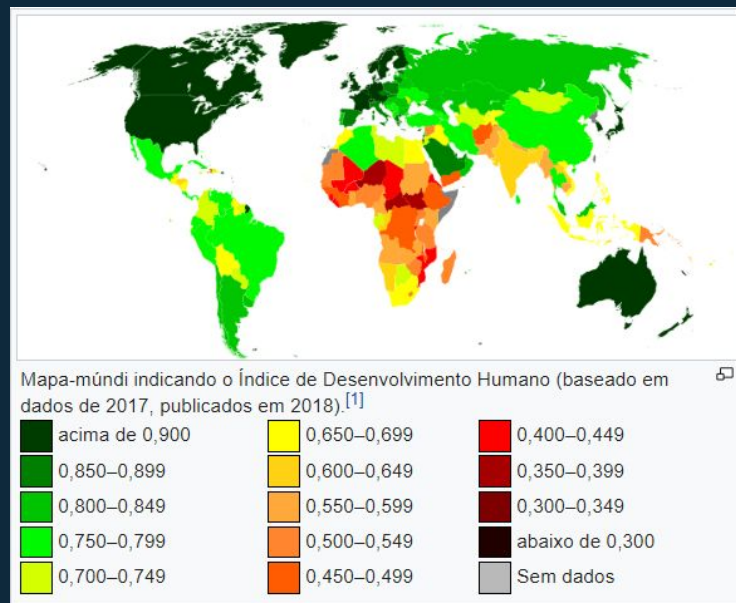 Mapa-múndi indicando o Índice de Desenvolvimento Humano (baseado em
dados de 2017, publicados em 2018).[1]
acima de 0,900
0,850–0,899
0,800–0,849
0,750–0,799
0,700–0,749
0,650–0,699
0,600–0,649
0,550–0,599
0,500–0,549
0,450–0,499
0,400–0,449
0,350–0,399
0,300–0,349
abaixo de 0,300
Sem dados